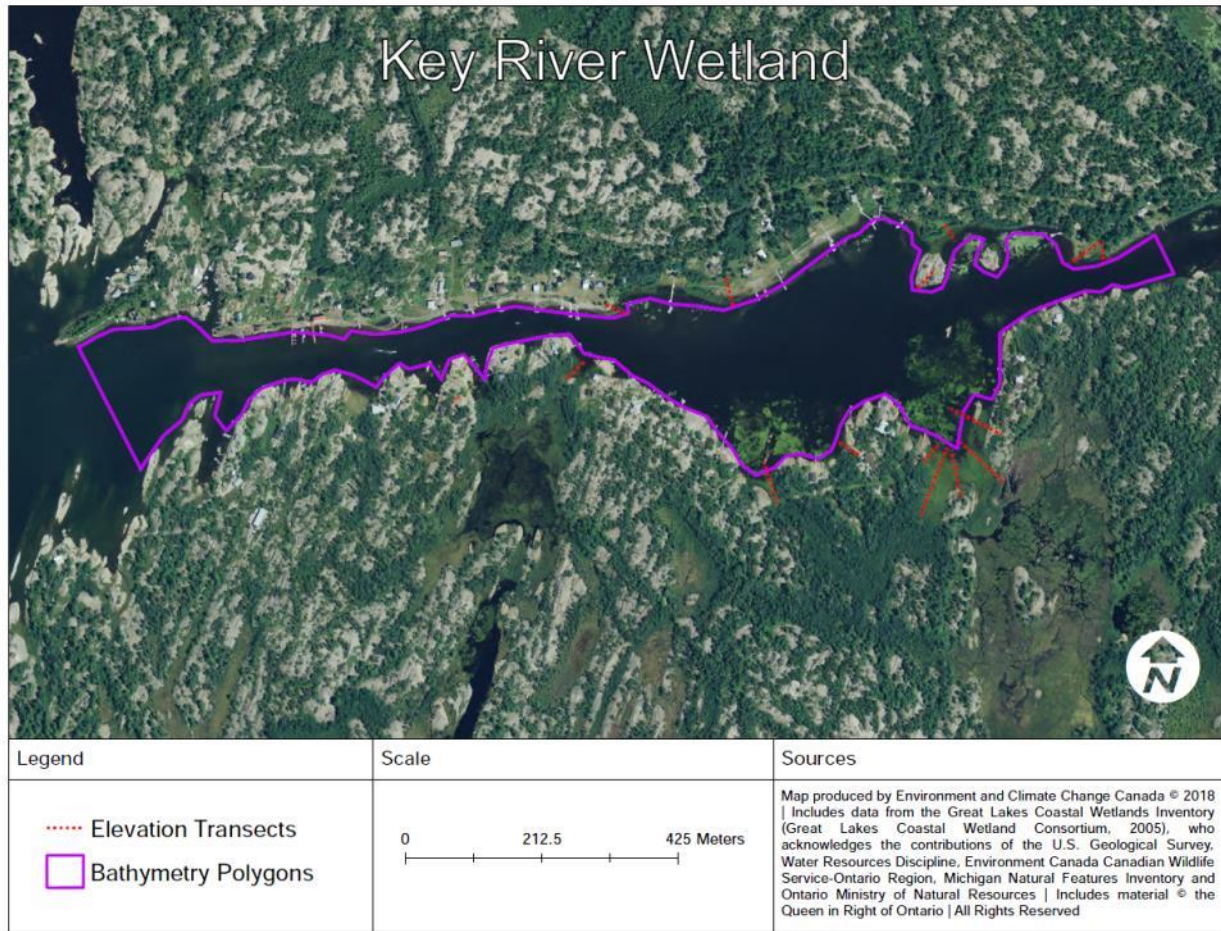 Key River Wetland
N
Legend
Elevation Transects
Bathymetry Polygons
Scale
0 212.5 425 Meters
Sources
Map produced by Environment and Climate Change Canada © 2018
| Includes data from the Great Lakes Coastal Wetlands Inventory
(Great Lakes Coastal Wetland Consortium, 2005), who
acknowledges the contributions of the U.S. Geological Survey,
Water Resources Discipline, Environment Canada Canadian Wildlife
Service-Ontario Region, Michigan Natural Features Inventory and
Ontario Ministry of Natural Resources | Includes material © the
Queen in Right of Ontario | All Rights Reserved